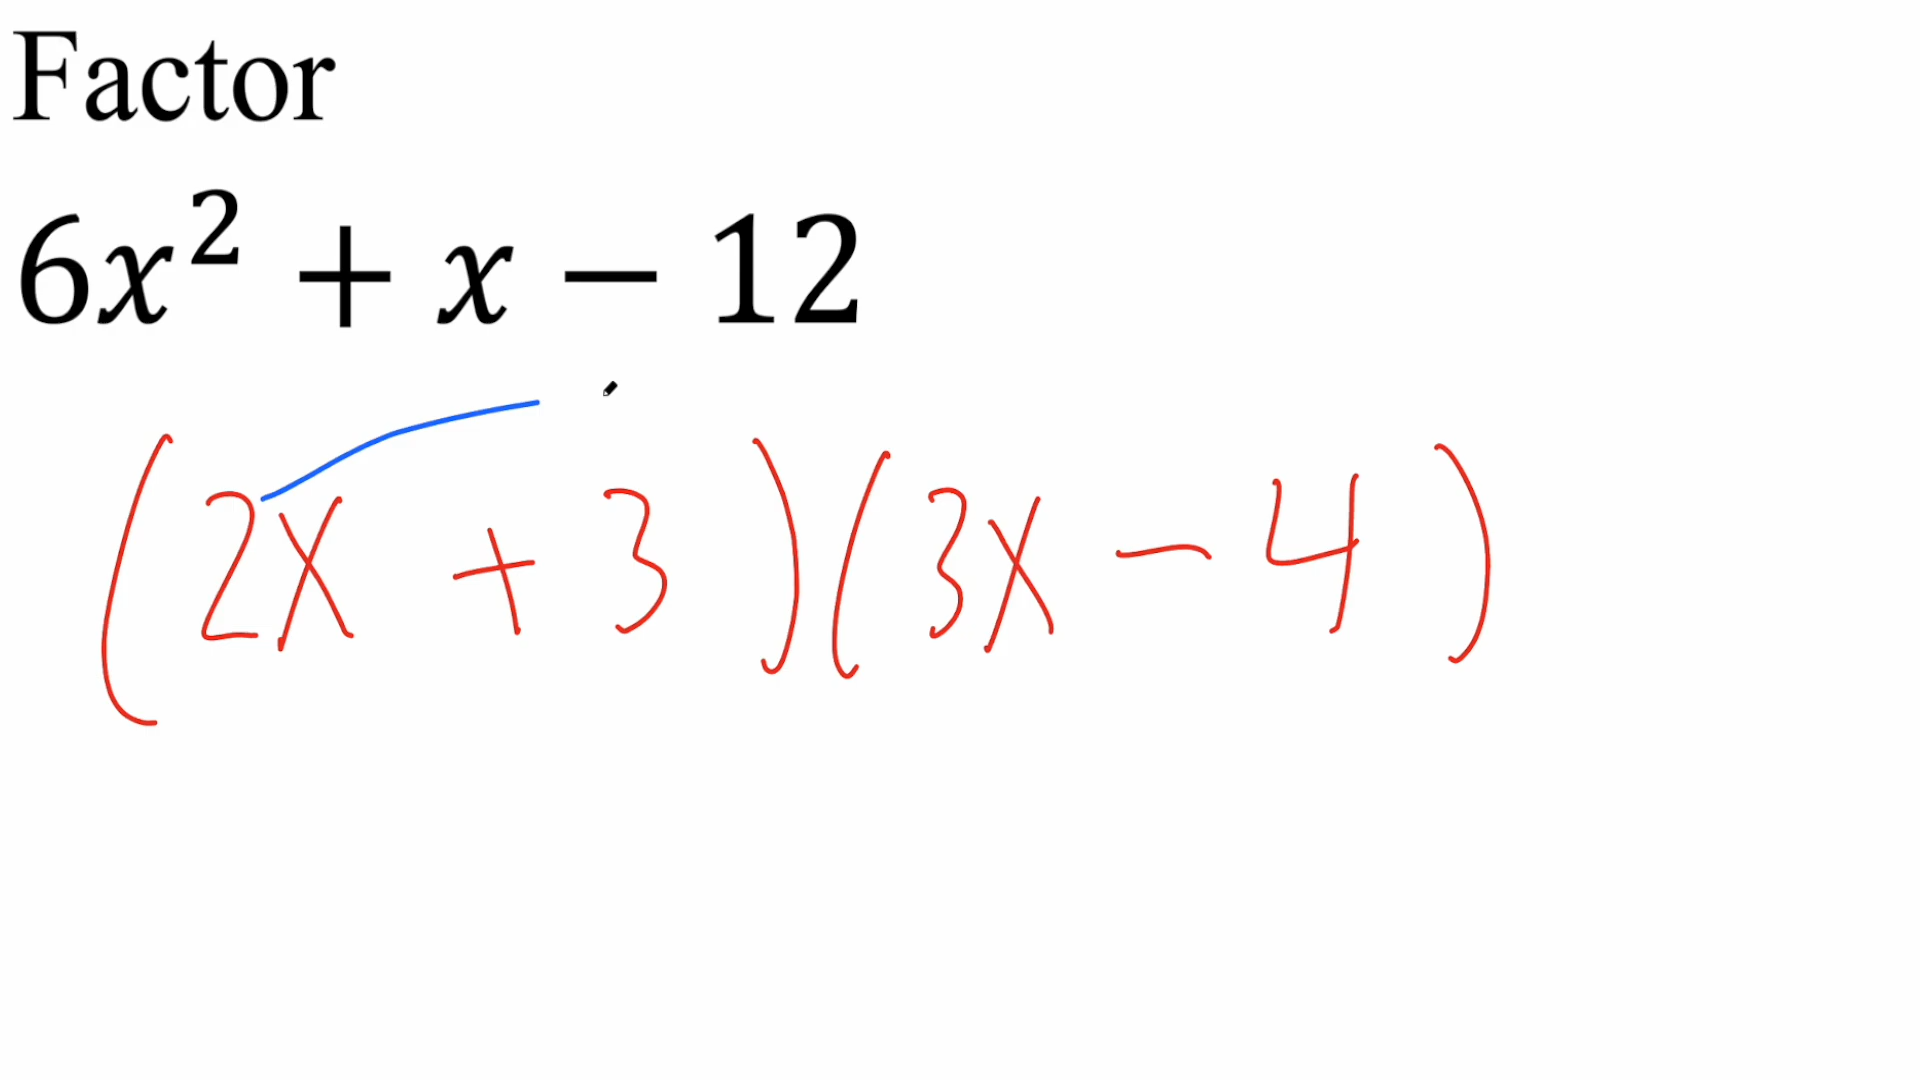 Factor
6x² + x − 12
(2x + 3)(3x − 4)